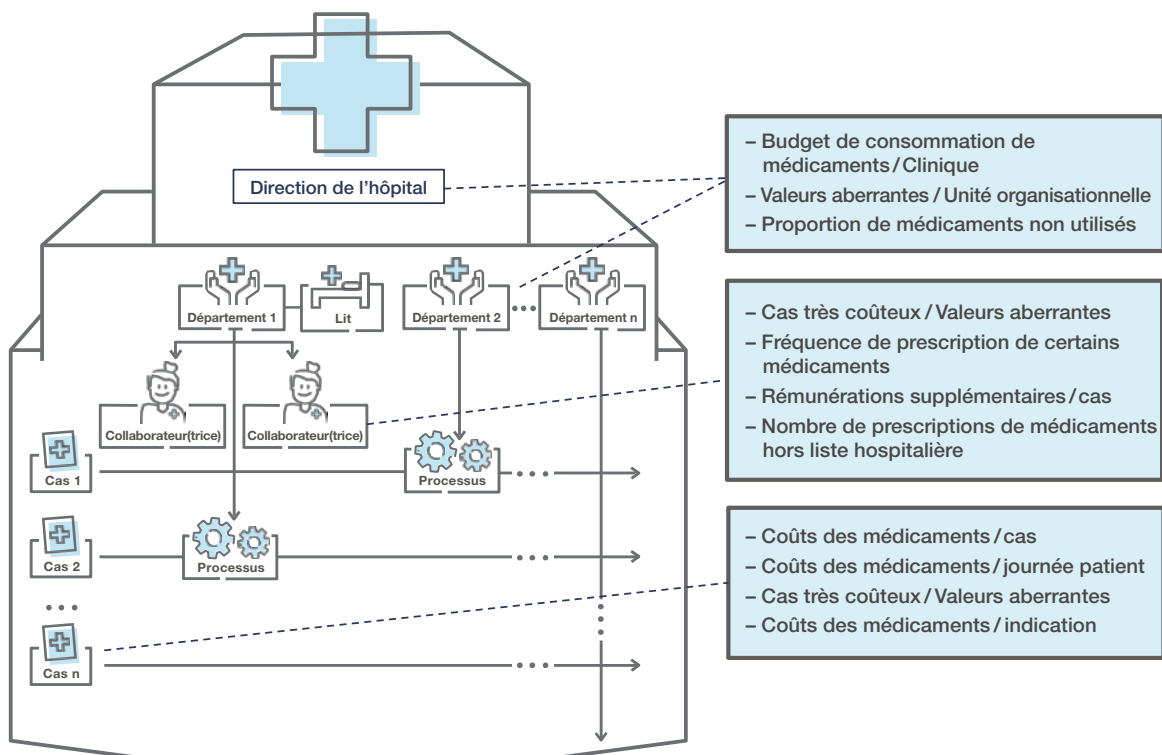 Direction de l’hôpital
– Budget de consommation de
médicaments / Clinique
– Valeurs aberrantes / Unité organisationnelle
– Proportion de médicaments non utilisés
Département 1
Lit
Département 2
...
Département n
– Cas très coûteux / Valeurs aberrantes
– Fréquence de prescription de certains
médicaments
– Rémunérations supplémentaires / cas
– Nombre de prescriptions de médicaments
hors liste hospitalière
Collaborateur(trice)
Collaborateur(trice)
Cas 1
Processus
...
Cas 2
Processus
...
...
Cas n
...
– Coûts des médicaments / cas
– Coûts des médicaments / journée patient
– Cas très coûteux / Valeurs aberrantes
– Coûts des médicaments / indication